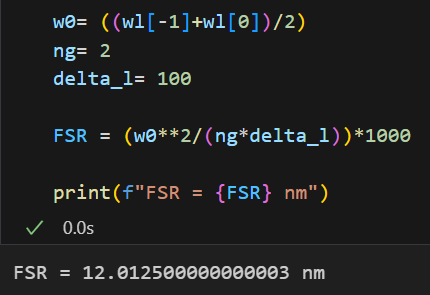 w0= ((wl[-1]+wl[0])/2)
ng= 2
delta_l= 100
FSR = (w0**2/(ng*delta_l))*1000
print(f"FSR = {FSR} nm")
0.0s
FSR = 12.012500000000003 nm